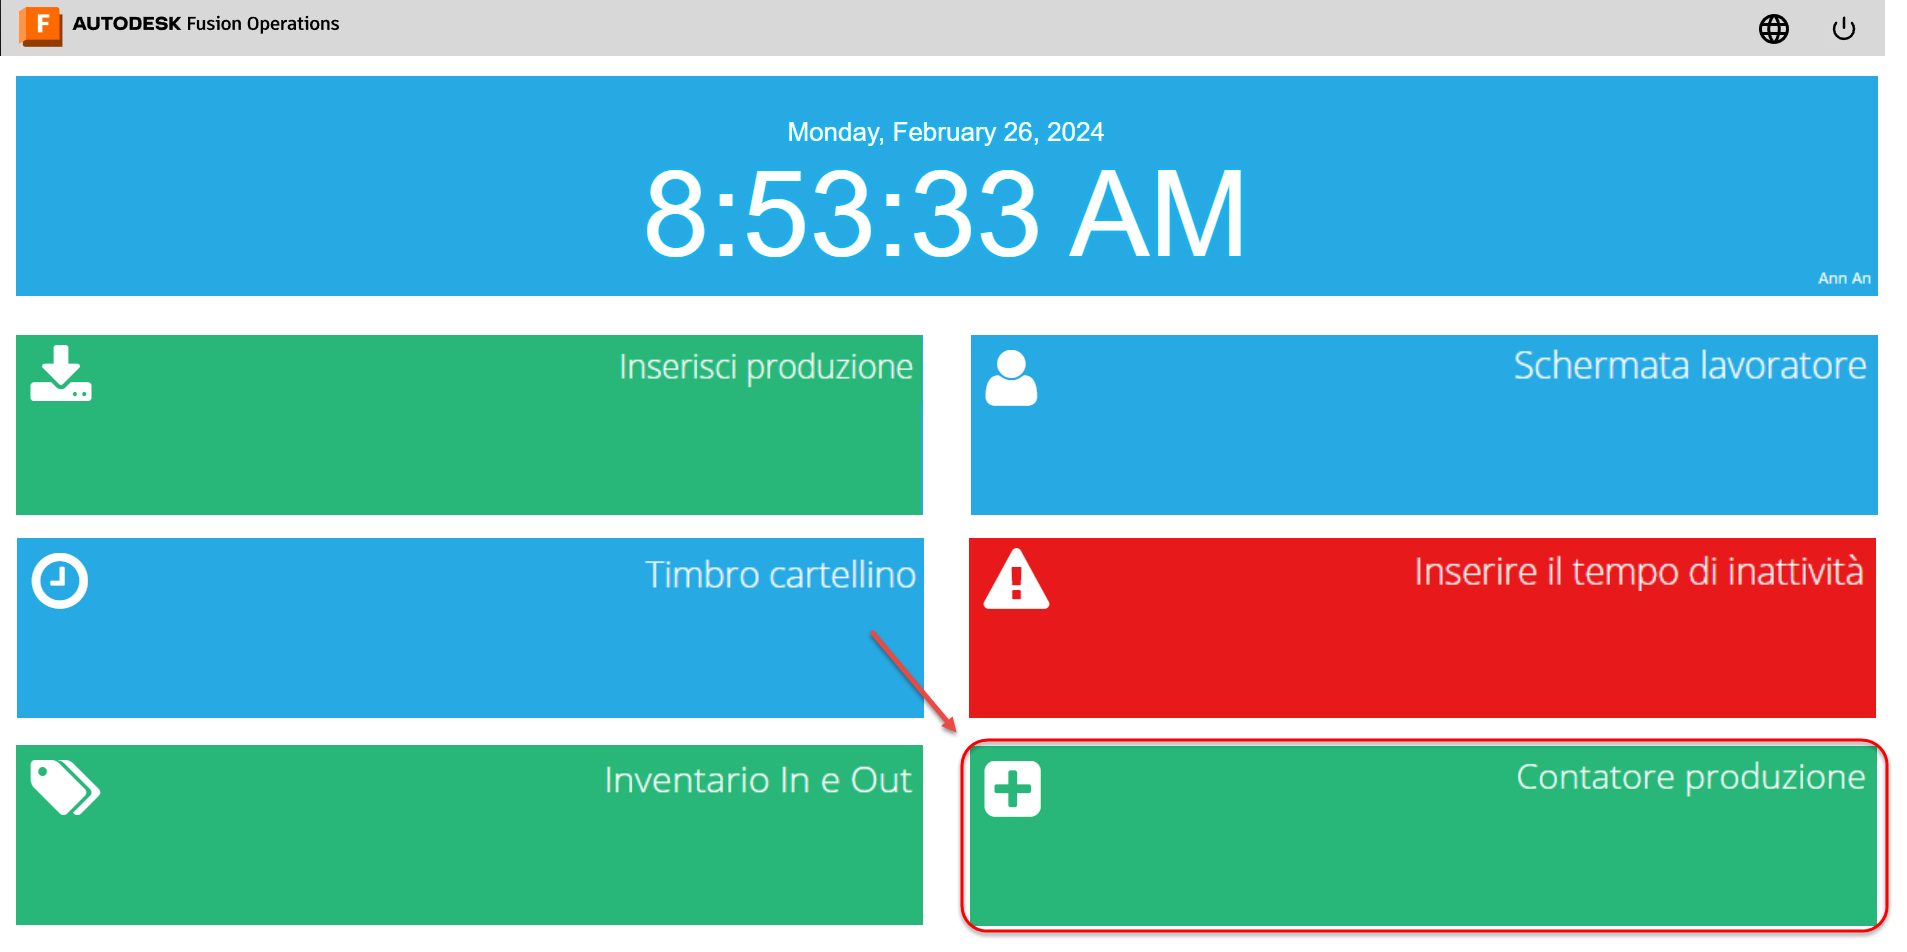 F AUTODESK Fusion Operations
Monday, February 26, 2024
8:53:33 AM
Ann An
Inserisci produzione
Schermata lavoratore
Timbro cartellino
Inserire il tempo di inattività
Inventario In e Out
Contatore produzione